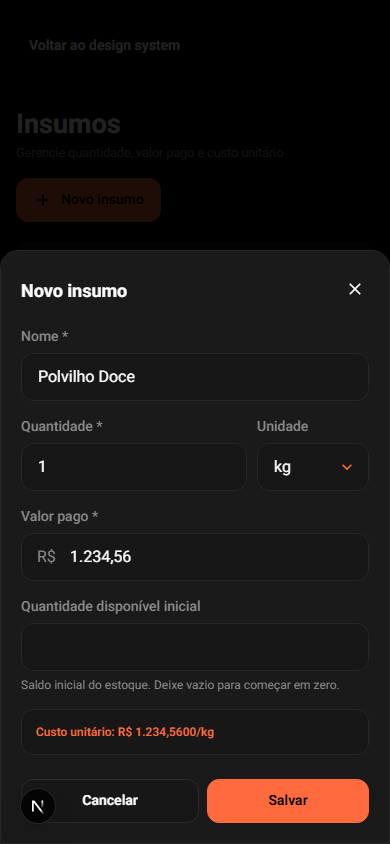 Voltar ao design system
Insumos
Gerencie quantidade, valor pago e custo unitário
+ Novo insumo
Novo insumo
Nome *
Polvilho Doce
Quantidade *
Unidade
1
kg
Valor pago *
R$ 1.234,56
Quantidade disponível inicial
Saldo inicial do estoque. Deixe vazio para começar em zero.
Custo unitário: R$ 1.234,5600/kg
N
Cancelar
Salvar